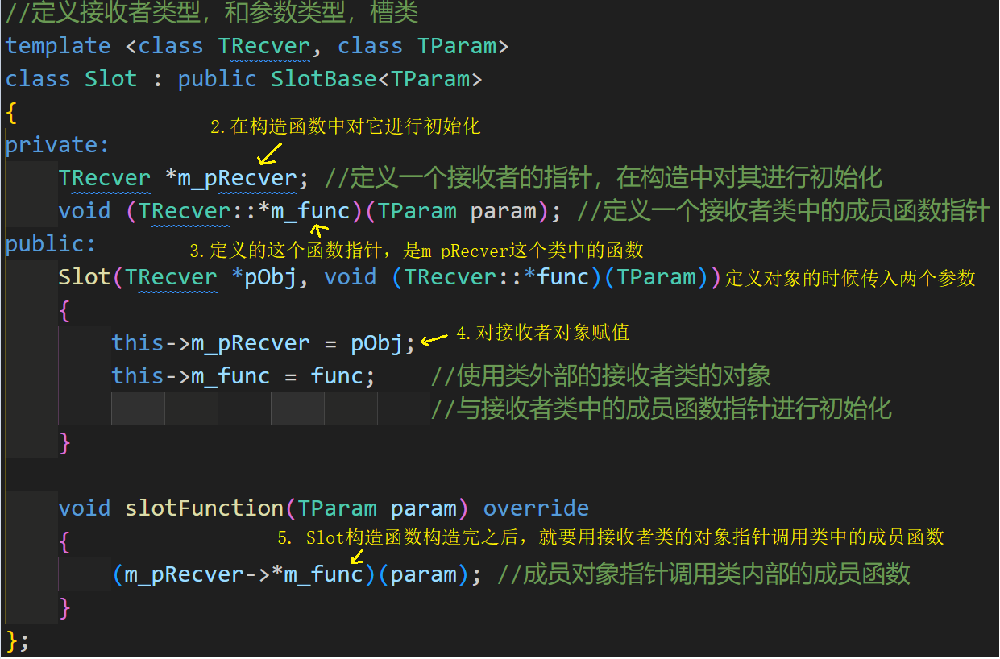 //定义接收者类型，和参数类型，槽类
template <class TRecver, class TParam>
class Slot : public SlotBase<TParam>
{
2.在构造函数中对它进行初始化
private:
TRecver *m_pRecver; //定义一个接收者的指针，在构造中对其进行初始化
void (TRecver::*m_func)(TParam param); //定义一个接收者类中的成员函数指针
public:
3.定义的这个函数指针，是m_pRecver这个类中的函数
Slot(TRecver *pObj, void (TRecver::*func)(TParam)) 定义对象的时候传入两个参数
{
4.对接收者对象赋值
this->m_pRecver = pObj;
this->m_func = func; //使用类外部的接收者类的对象
//与接收者类中的成员函数指针进行初始化
}
void slotFunction(TParam param) override
{
5. Slot构造函数构造完之后，就要用接收者类的对象指针调用类中的成员函数
(m_pRecver->*m_func)(param); //成员对象指针调用类内部的成员函数
}
};